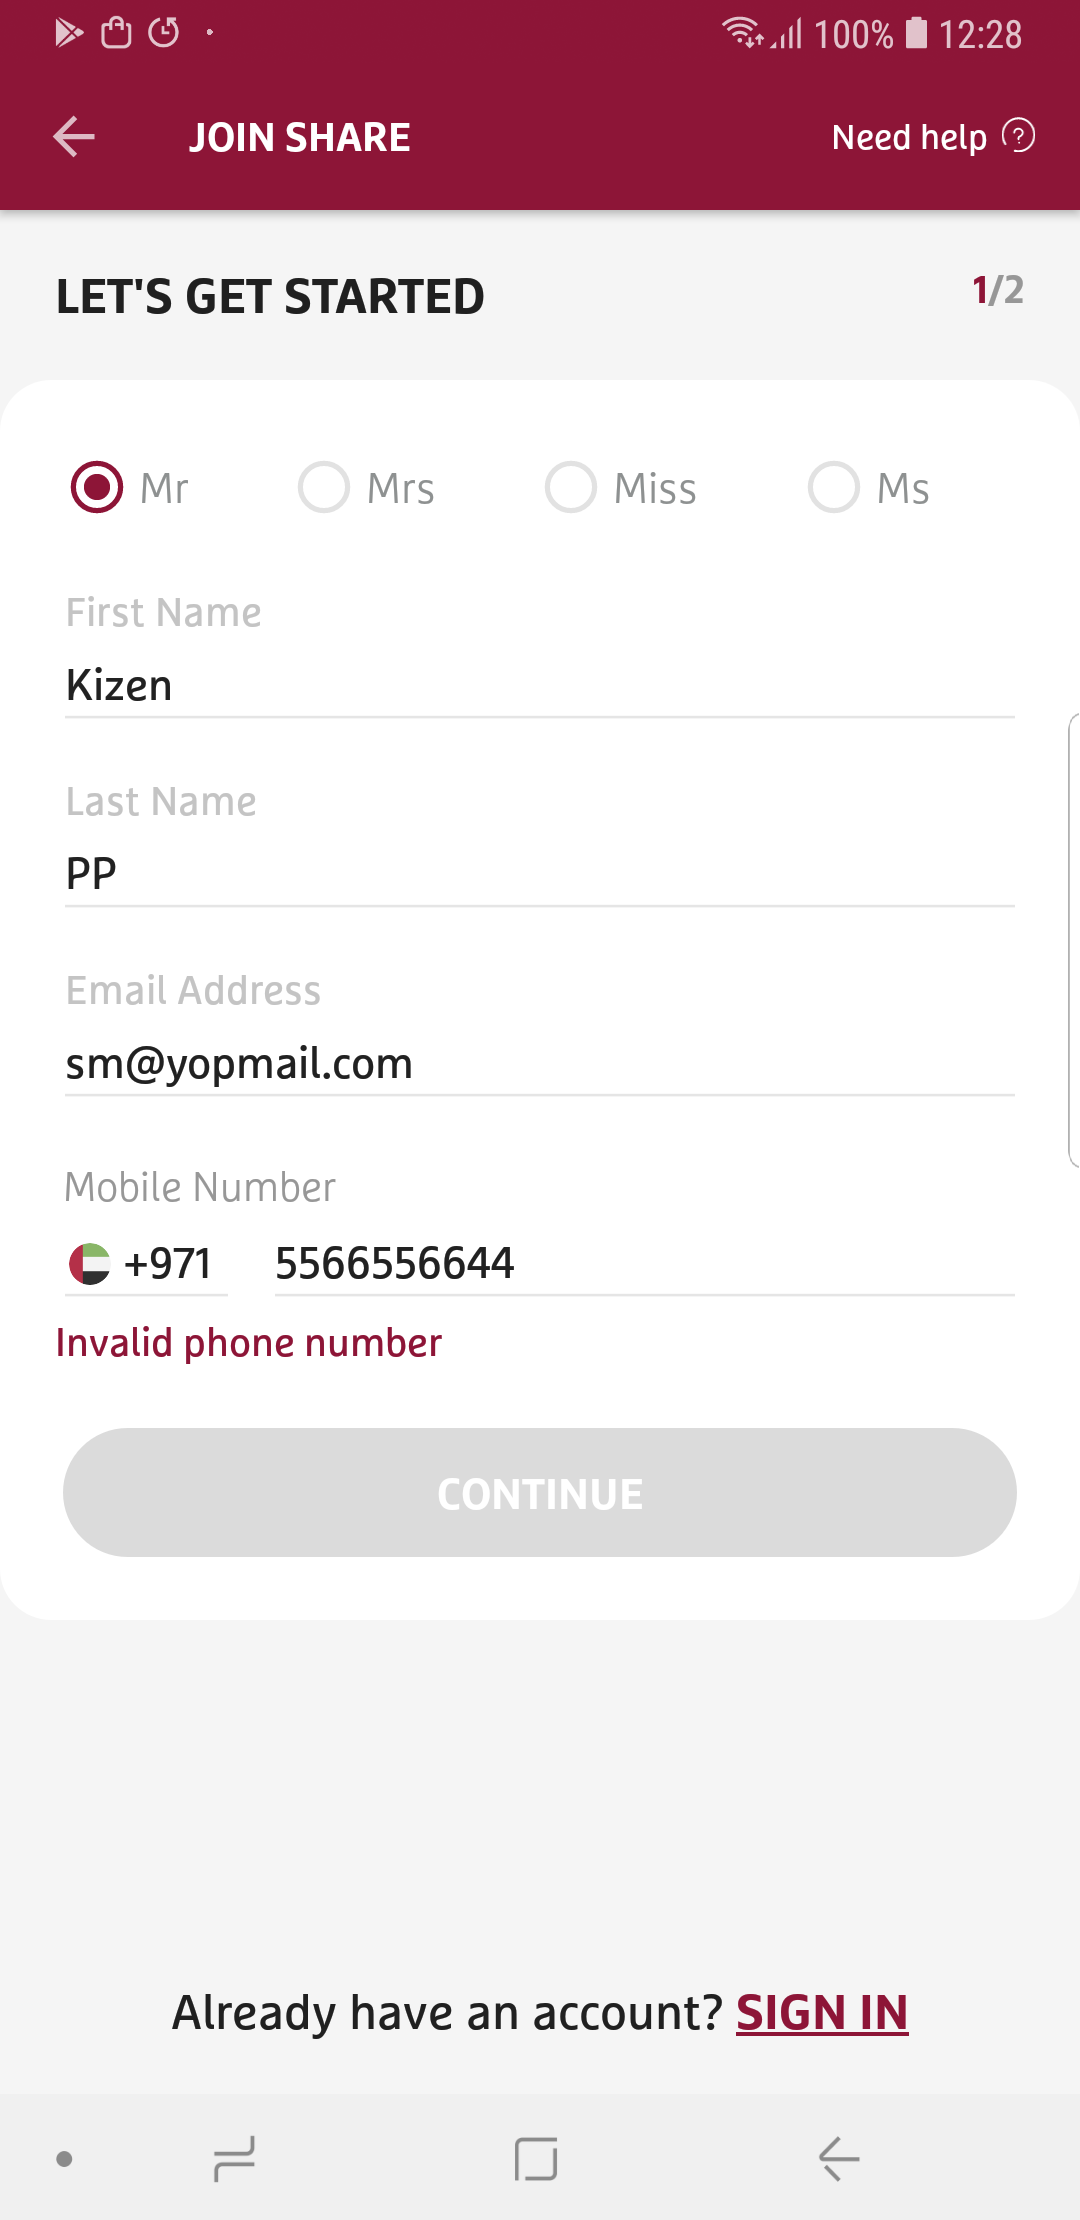 100% 12:28
JOIN SHARE Need help ?
LET'S GET STARTED 1/2
Mr Mrs Miss Ms
First Name
Kizen
Last Name
PP
Email Address
sm@yopmail.com
Mobile Number
+971 5566556644
Invalid phone number
CONTINUE
Already have an account? SIGN IN